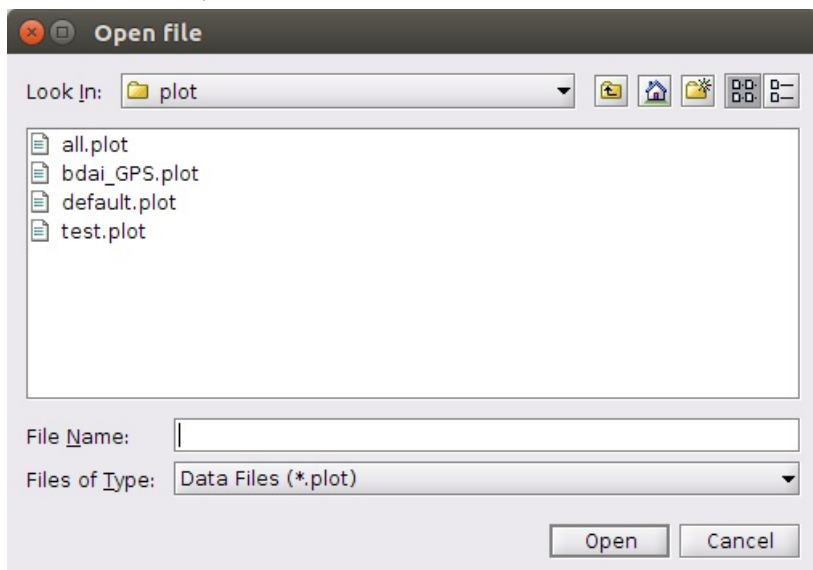 Open file
Look In: plot
all.plot
bdai_GPS.plot
default.plot
test.plot
File Name:
Files of Type: Data Files (*.plot)
Open Cancel